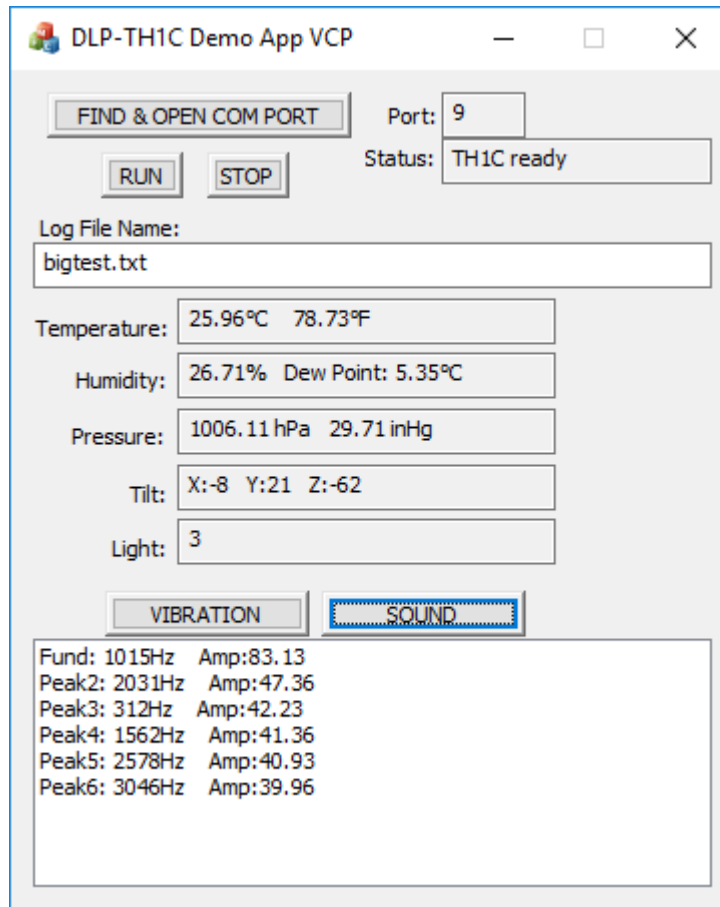 DLP-TH1C Demo App VCP
FIND & OPEN COM PORT Port: 9
Status: TH1C ready
RUN STOP
Log File Name:
bigtest.txt
Temperature: 25.96°C 78.73°F
Humidity: 26.71% Dew Point: 5.35°C
Pressure: 1006.11 hPa 29.71 inHg
Tilt: X:-8 Y:21 Z:-62
Light: 3
VIBRATION SOUND
Fund: 1015Hz Amp:83.13
Peak2: 2031Hz Amp:47.36
Peak3: 312Hz Amp:42.23
Peak4: 1562Hz Amp:41.36
Peak5: 2578Hz Amp:40.93
Peak6: 3046Hz Amp:39.96